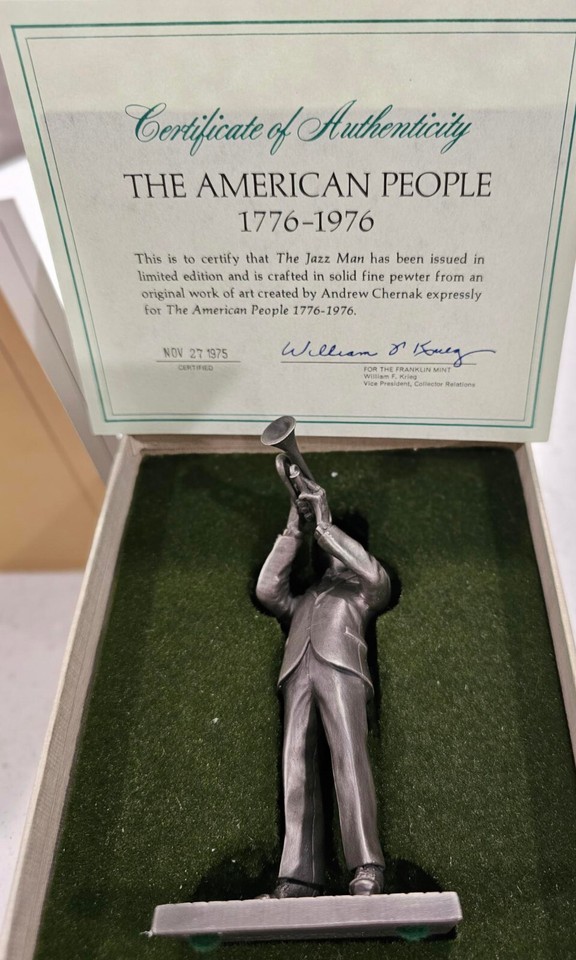 Certificate of Authenticity
THE AMERICAN PEOPLE
1776-1976
This is to certify that The Jazz Man has been issued in
limited edition and is crafted in solid fine pewter from an
original work of art created by Andrew Chernak expressly
for The American People 1776-1976.
NOV 27 1975
CERTIFIED
William F Krieg
FOR THE FRANKLIN MINT
William F. Krieg
Vice President, Collector Relations